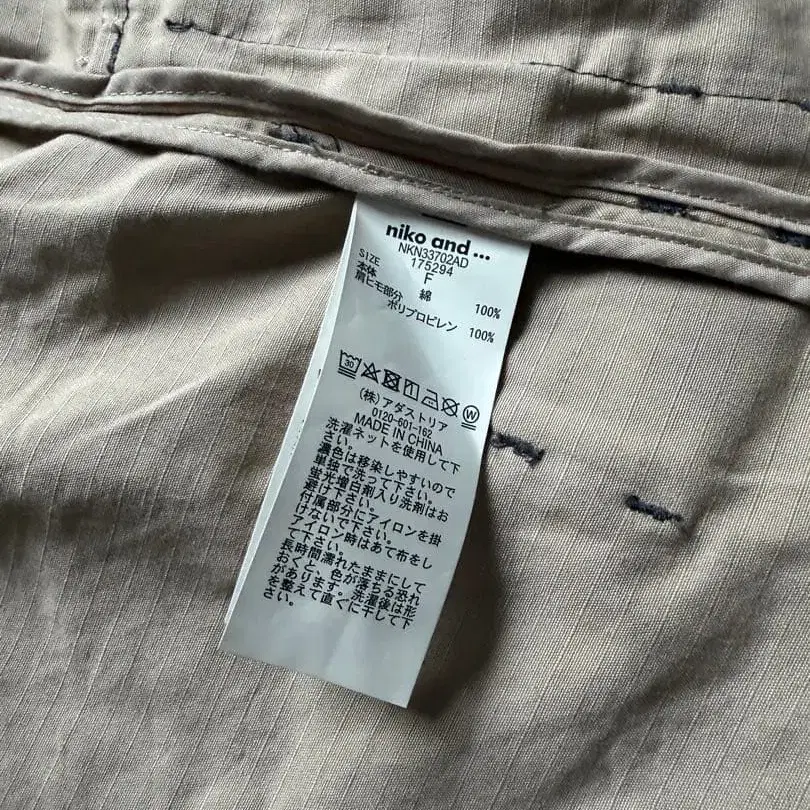 niko and ...
NKN33702AD
175294
SIZE F
本体 綿 100%
肩ヒモ部分 ポリプロピレン 100%
30
W
(株)アダストリア
0120-601-162
MADE IN CHINA
洗濯ネットを使用して下
さい。
濃色は移染しやすいので
単独で洗って下さい。
蛍光増白剤入り洗剤はお
避け下さい。
付属部分にアイロンを掛
けないで下さい。
アイロン時はあて布をし
て下さい。
長時間濡れたままにして
おくと、色が落ちる恐れ
があります。洗濯後は形
を整えて直ぐに干して下
さい。